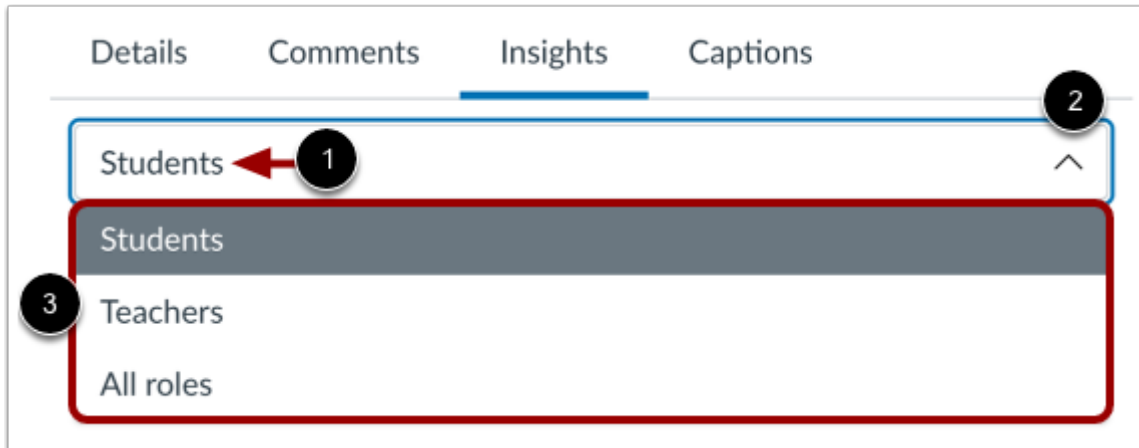 Details Comments Insights Captions
2
Students 1
Students
3 Teachers
All roles